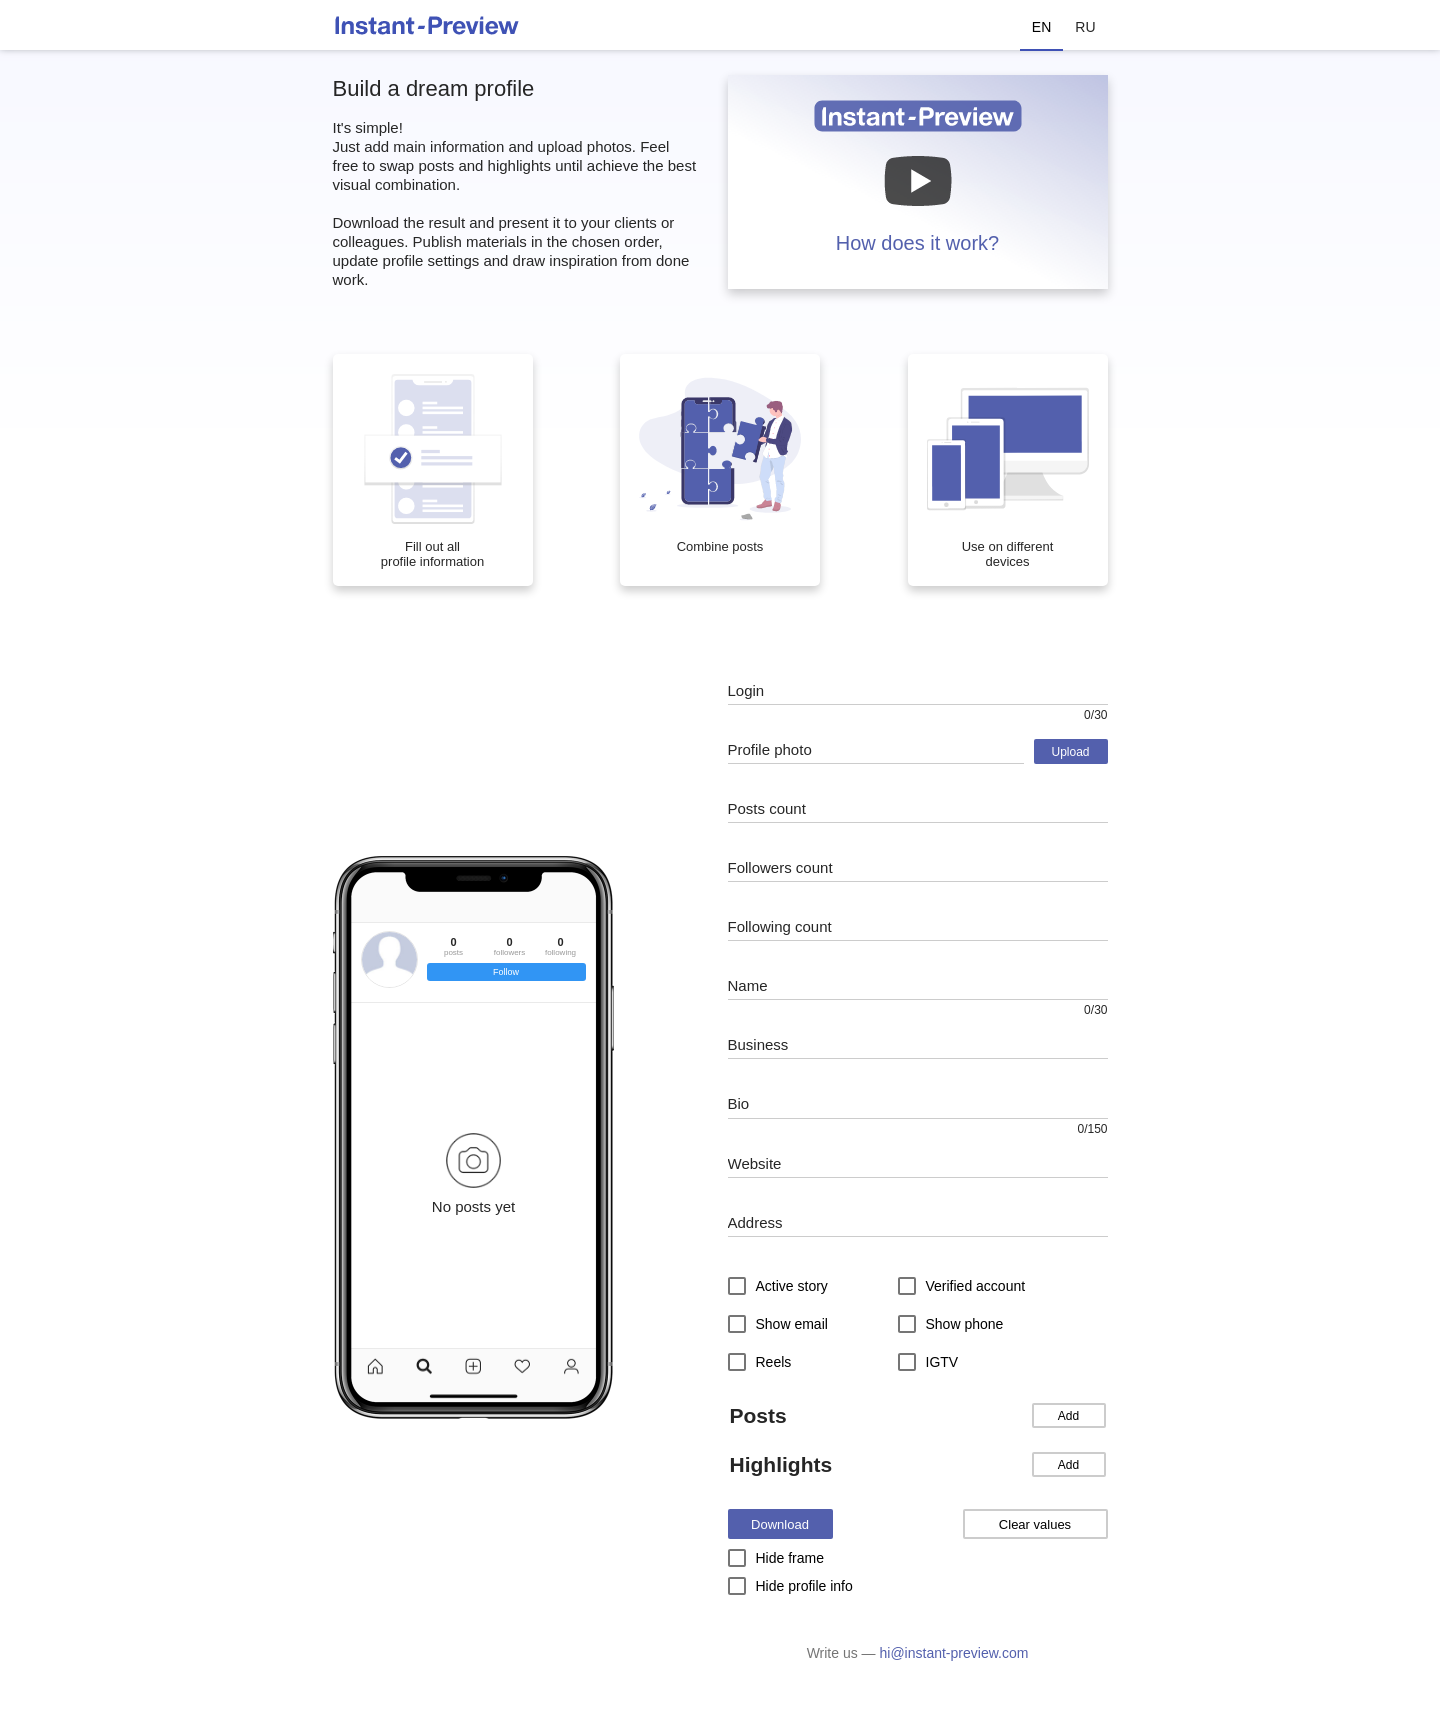 Instant-Preview
EN
RU
Build a dream profile
It's simple!
Just add main information and upload photos. Feel
free to swap posts and highlights until achieve the best
visual combination.
Download the result and present it to your clients or
colleagues. Publish materials in the chosen order,
update profile settings and draw inspiration from done
work.
Instant-Preview
How does it work?
Fill out all
profile information
Combine posts
Use on different
devices
Login
0/30
Profile photo
Upload
Posts count
Followers count
Following count
Name
0/30
Business
Bio
0/150
Website
Address
0
0
0
posts
followers
following
Follow
No posts yet
Active story
Verified account
Show email
Show phone
Reels
IGTV
Posts
Add
Highlights
Add
Download
Clear values
Hide frame
Hide profile info
Write us — hi@instant-preview.com